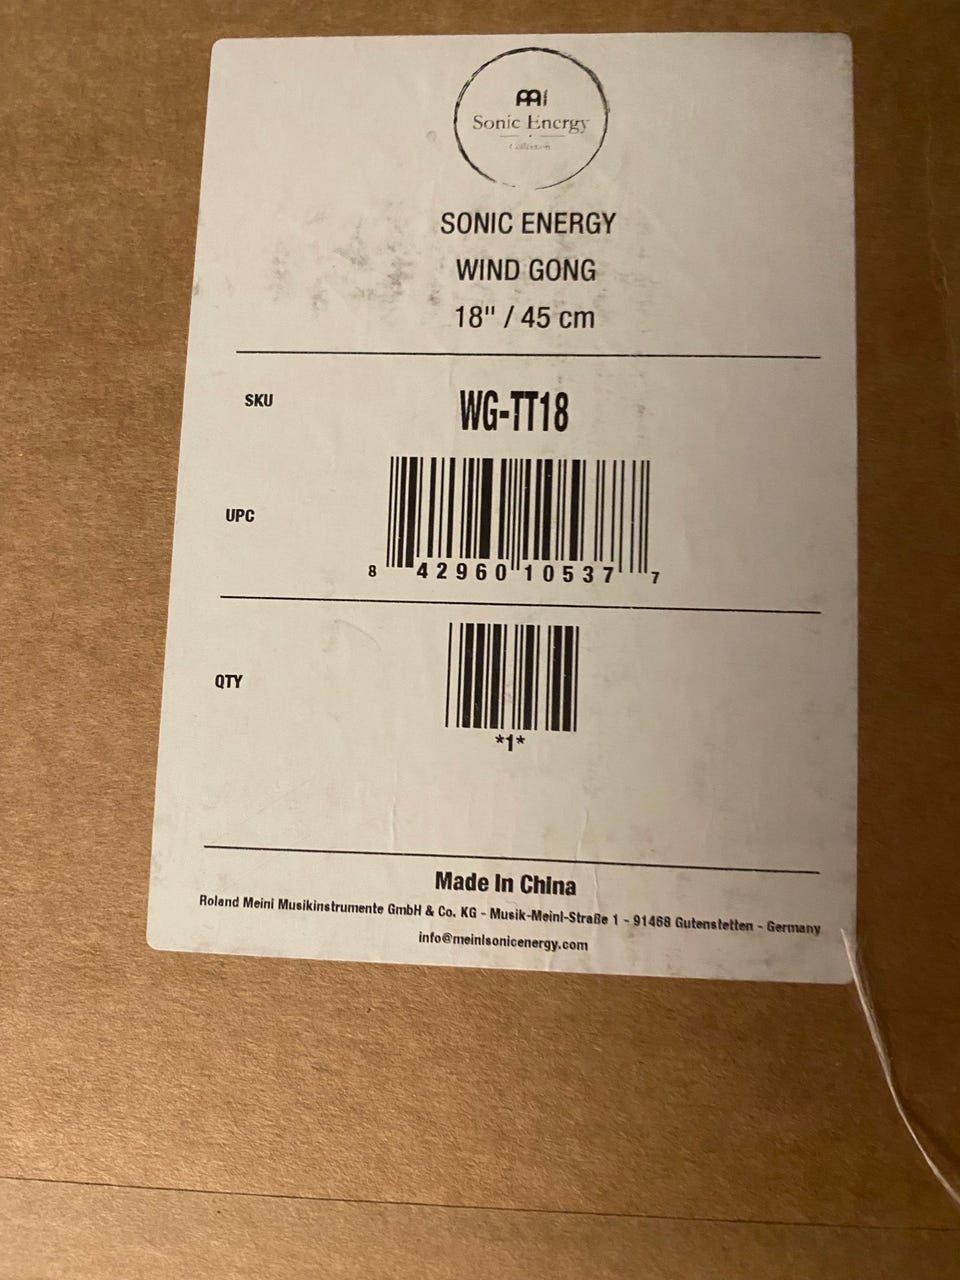 Sonic Energy
Collection
SONIC ENERGY
WIND GONG
18" / 45 cm
SKU WG-TT18
UPC
8 42960 10537 7
QTY
*1*
Made In China
Roland Meinl Musikinstrumente GmbH & Co. KG - Musik-Meinl-Straße 1 - 91468 Gutenstetten - Germany
info@meinlsonicenergy.com